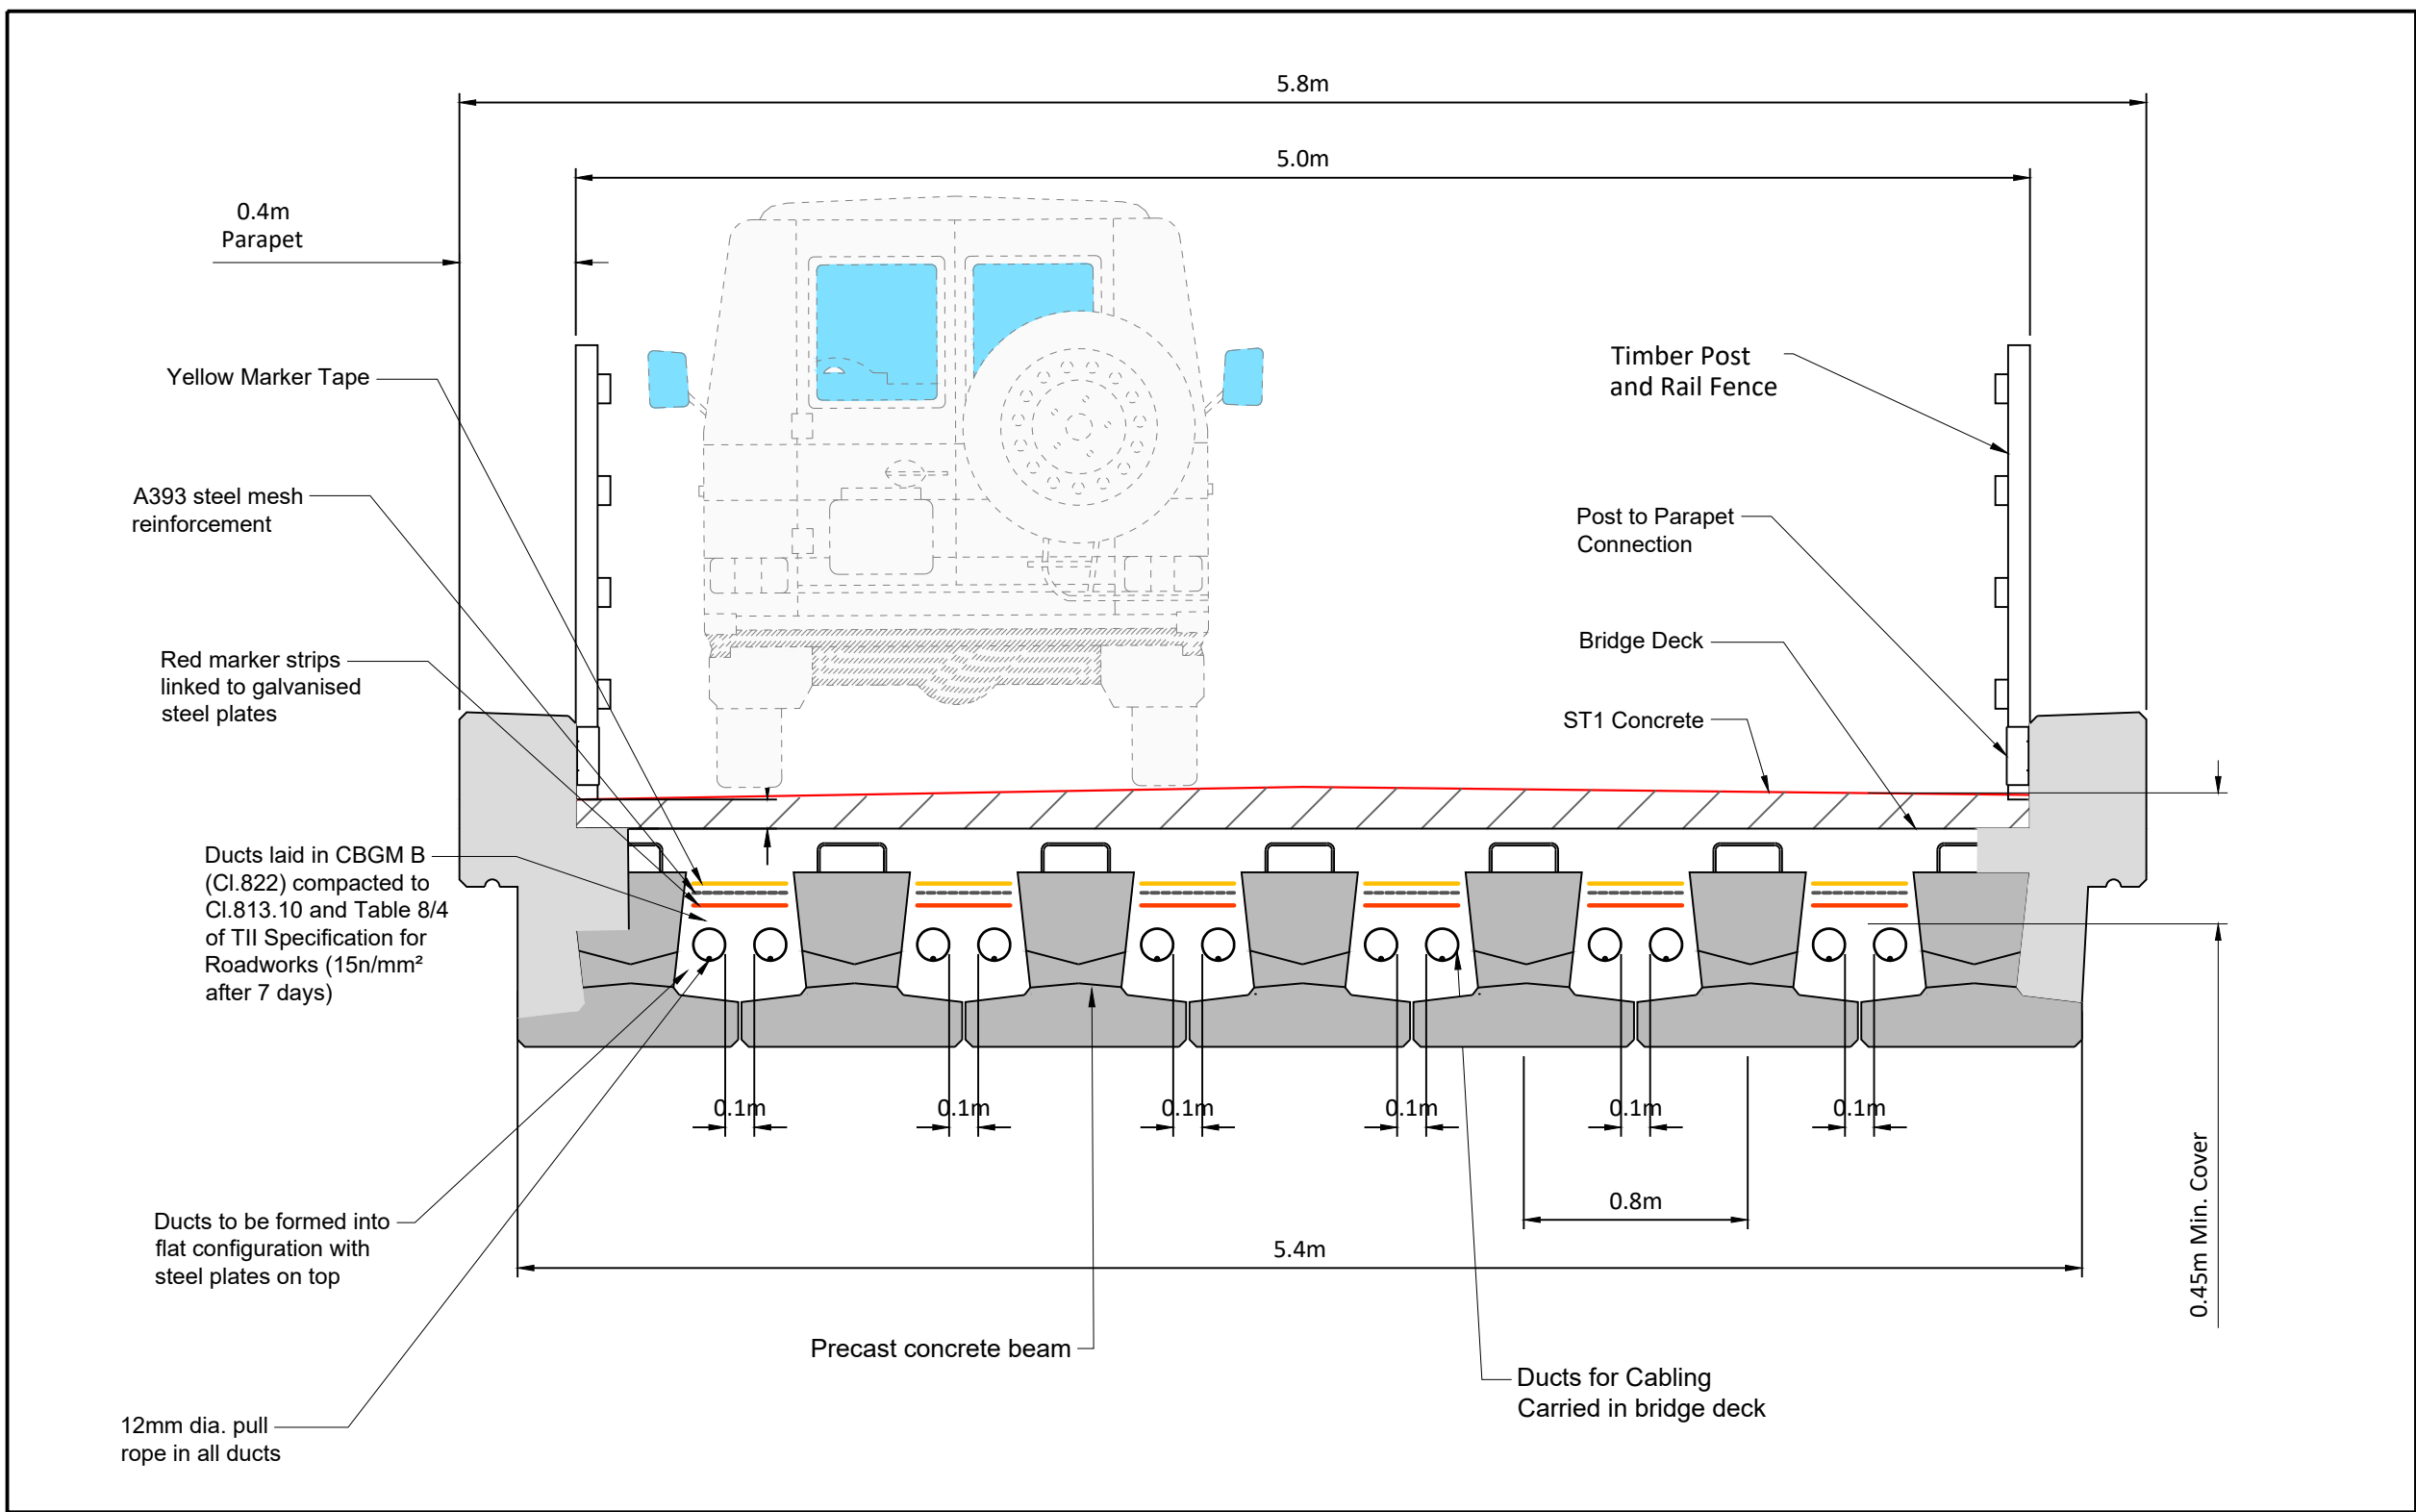 5.8m
5.0m
0.4m
Parapet
Yellow Marker Tape
A393 steel mesh
reinforcement
Red marker strips
linked to galvanised
steel plates
Ducts laid in CBGM B
(Cl.822) compacted to
Cl.813.10 and Table 8/4
of TII Specification for
Roadworks (15n/mm²
after 7 days)
Ducts to be formed into
flat configuration with
steel plates on top
12mm dia. pull
rope in all ducts
Timber Post
and Rail Fence
Post to Parapet
Connection
Bridge Deck
ST1 Concrete
0.1m
0.1m
0.1m
0.1m
0.1m
0.1m
0.8m
5.4m
0.45m Min. Cover
Precast concrete beam
Ducts for Cabling
Carried in bridge deck